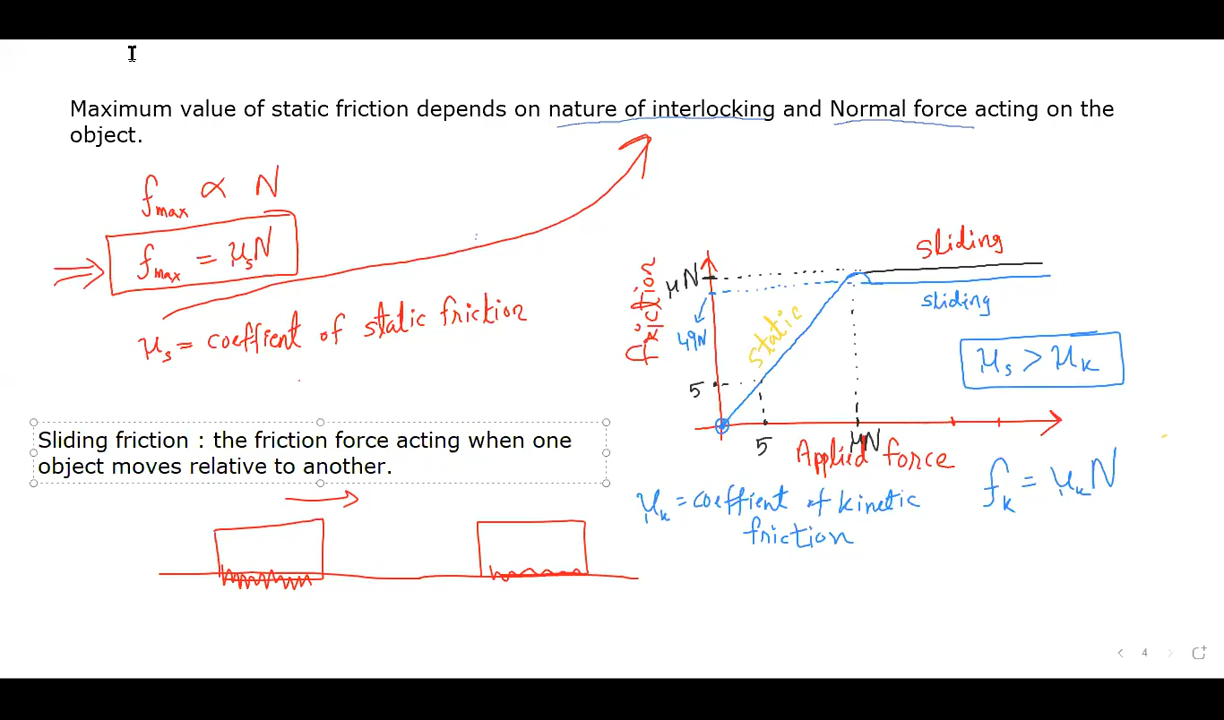 Maximum value of static friction depends on nature of interlocking and Normal force acting on the
object.
fmax ∝ N
fmax = μsN
μs = coeffient of static friction
Sliding friction : the friction force acting when one
object moves relative to another.
friction
μN
49N
5
static
sliding
sliding
μs > μk
5
μN
Applied force
fk = μkN
μk = coeffient of kinetic
friction
4